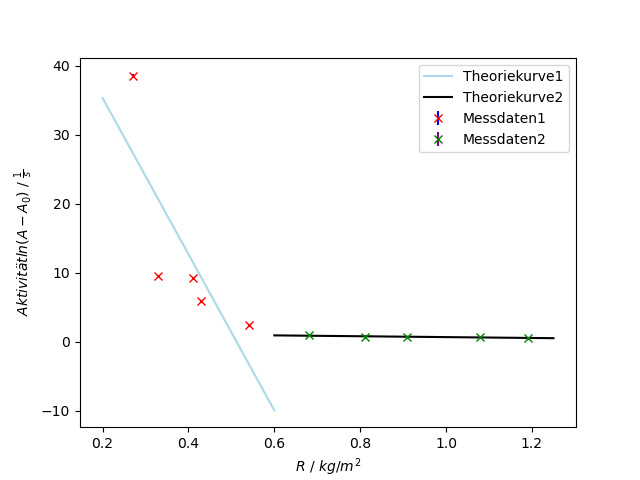 Theoriekurve1
Theoriekurve2
Messdaten1
Messdaten2
40
30
20
10
0
−10
Aktivitätln(A − A₀) / 1/s
0.2 0.4 0.6 0.8 1.0 1.2
R / kg/m²